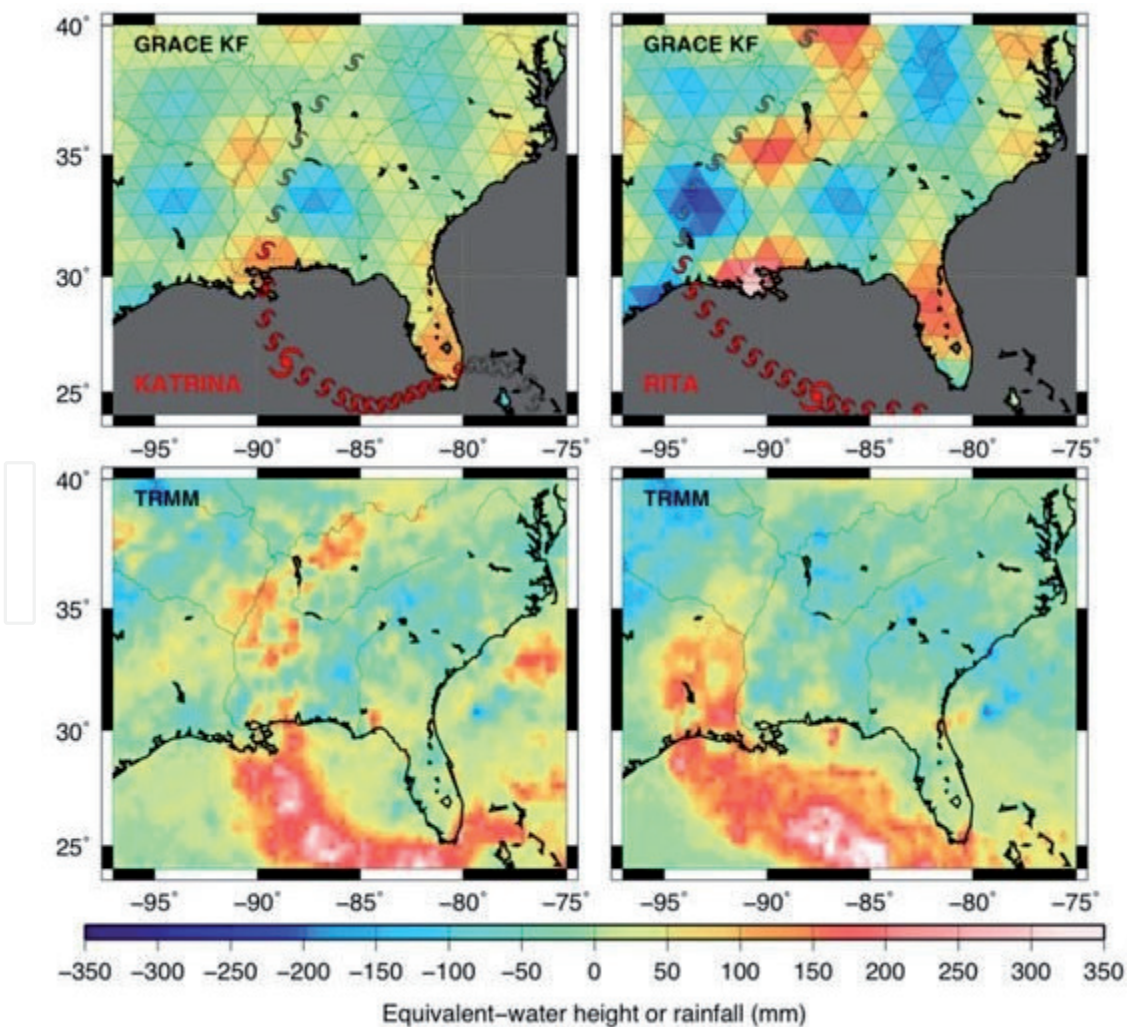 GRACE KF
GRACE KF
40˚
35˚
30˚
25˚
KATRINA
RITA
−95˚ −90˚ −85˚ −80˚ −75˚
−95˚ −90˚ −85˚ −80˚ −75˚
TRMM
TRMM
40˚
35˚
30˚
25˚
−95˚ −90˚ −85˚ −80˚ −75˚
−95˚ −90˚ −85˚ −80˚ −75˚
−350 −300 −250 −200 −150 −100 −50 0 50 100 150 200 250 300 350
Equivalent−water height or rainfall (mm)